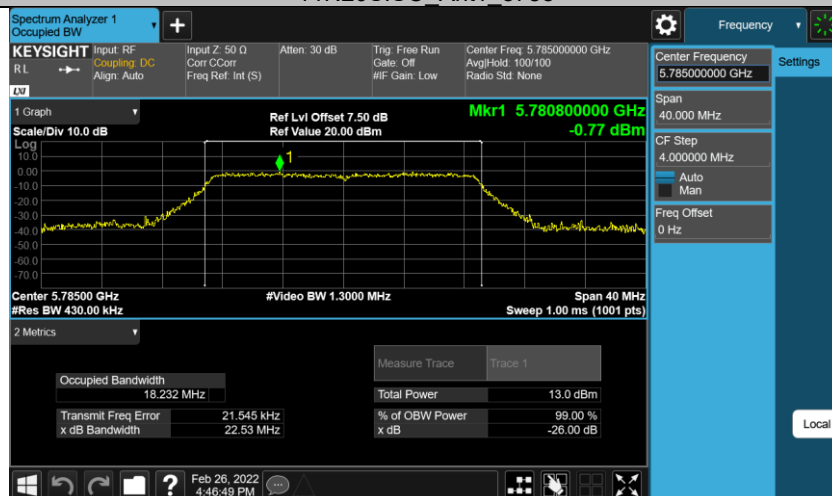 Spectrum Analyzer 1
Occupied BW
Frequency
KEYSIGHT
RL
LXI
Input: RF
Coupling: DC
Align: Auto
Input Z: 50 Ω
Corr CCorr
Freq Ref: Int (S)
Atten: 30 dB
Trig: Free Run
Gate: Off
#IF Gain: Low
Center Freq: 5.785000000 GHz
Avg|Hold: 100/100
Radio Std: None
Center Frequency
5.785000000 GHz
Settings
Span
40.000 MHz
CF Step
4.000000 MHz
Auto
Man
Freq Offset
0 Hz
Local
1 Graph
Scale/Div 10.0 dB
Ref Lvl Offset 7.50 dB
Ref Value 20.00 dBm
Mkr1 5.780800000 GHz
-0.77 dBm
Log
10.0
0.00
-10.0
-20.0
-30.0
-40.0
-50.0
-60.0
-70.0
1
Center 5.78500 GHz
#Res BW 430.00 kHz
#Video BW 1.3000 MHz
Span 40 MHz
Sweep 1.00 ms (1001 pts)
2 Metrics
Measure Trace
Trace 1
Occupied Bandwidth
18.232 MHz
Total Power
13.0 dBm
Transmit Freq Error
21.545 kHz
% of OBW Power
99.00 %
x dB Bandwidth
22.53 MHz
x dB
-26.00 dB
Feb 26, 2022
4:46:49 PM